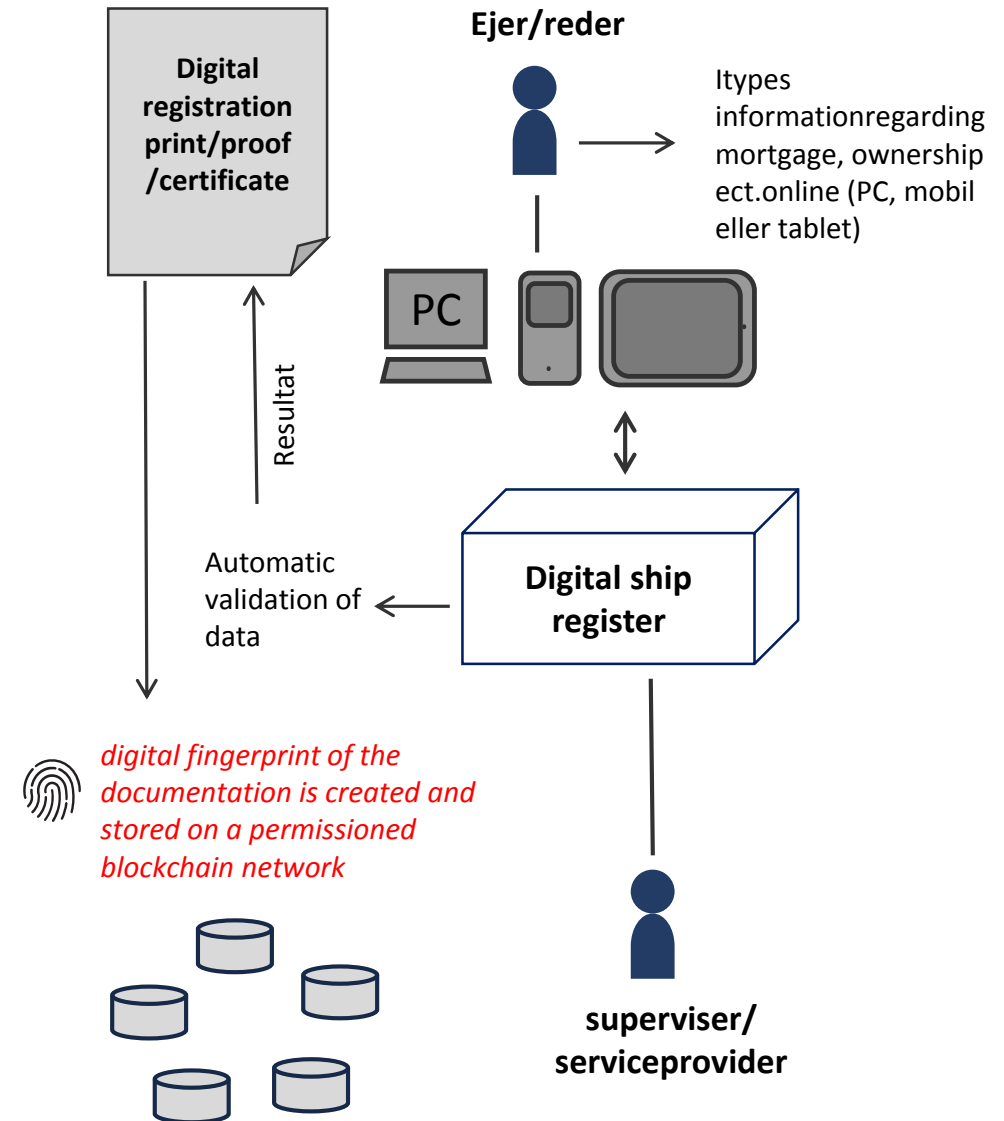 Ejer/reder
Digital
registration
print/proof
/certificate
Itypes
informationregarding
mortgage, ownership
ect.online (PC, mobil
eller tablet)
PC
Resultat
Automatic
validation of
data
Digital ship
register
digital fingerprint of the
documentation is created and
stored on a permissioned
blockchain network
superviser/
serviceprovider